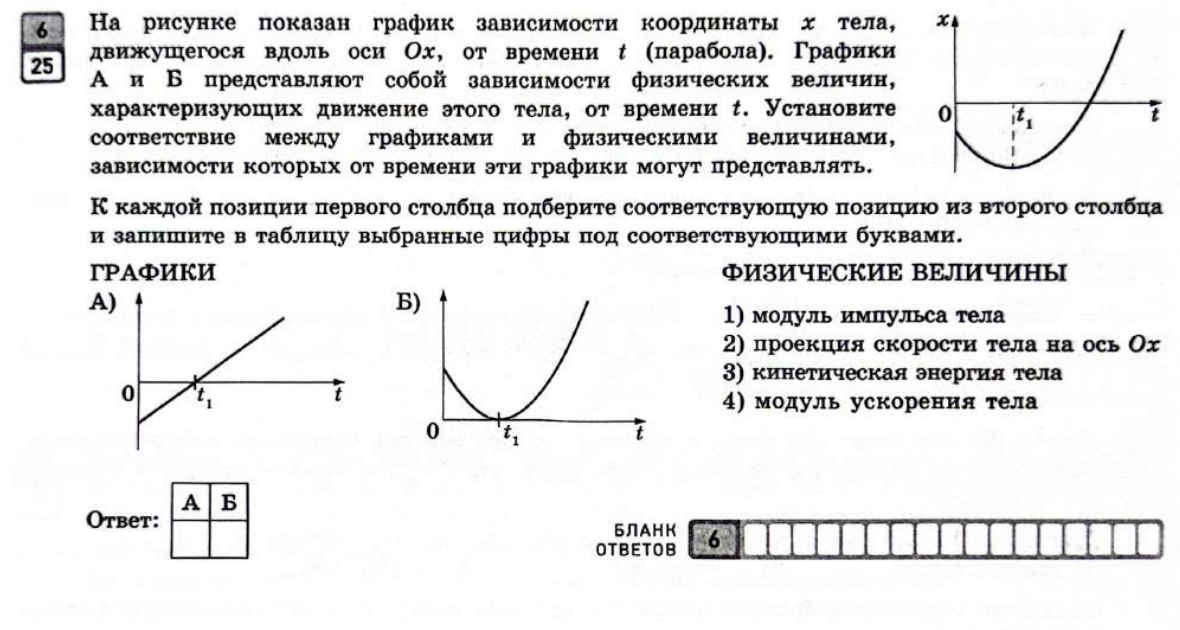 6
25
На рисунке показан график зависимости координаты x тела,
движущегося вдоль оси Ox, от времени t (парабола). Графики
А и Б представляют собой зависимости физических величин,
характеризующих движение этого тела, от времени t. Установите
соответствие между графиками и физическими величинами,
зависимости которых от времени эти графики могут представлять.
x
0
t₁
t
К каждой позиции первого столбца подберите соответствующую позицию из второго столбца
и запишите в таблицу выбранные цифры под соответствующими буквами.
ГРАФИКИ
А)
0
t₁
t
Б)
0
t₁
t
ФИЗИЧЕСКИЕ ВЕЛИЧИНЫ
1) модуль импульса тела
2) проекция скорости тела на ось Ox
3) кинетическая энергия тела
4) модуль ускорения тела
Ответ:
А Б
БЛАНК
ОТВЕТОВ
6